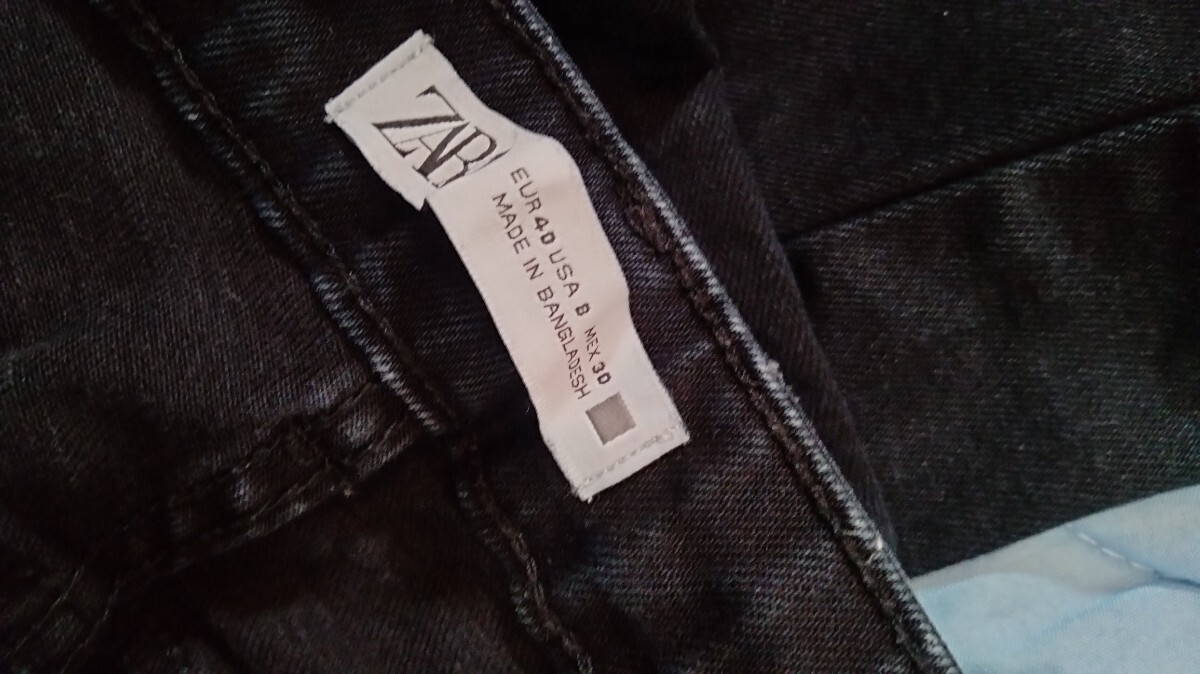 ZARA
EUR 40 USA 8 MEX 30
MADE IN BANGLADESH